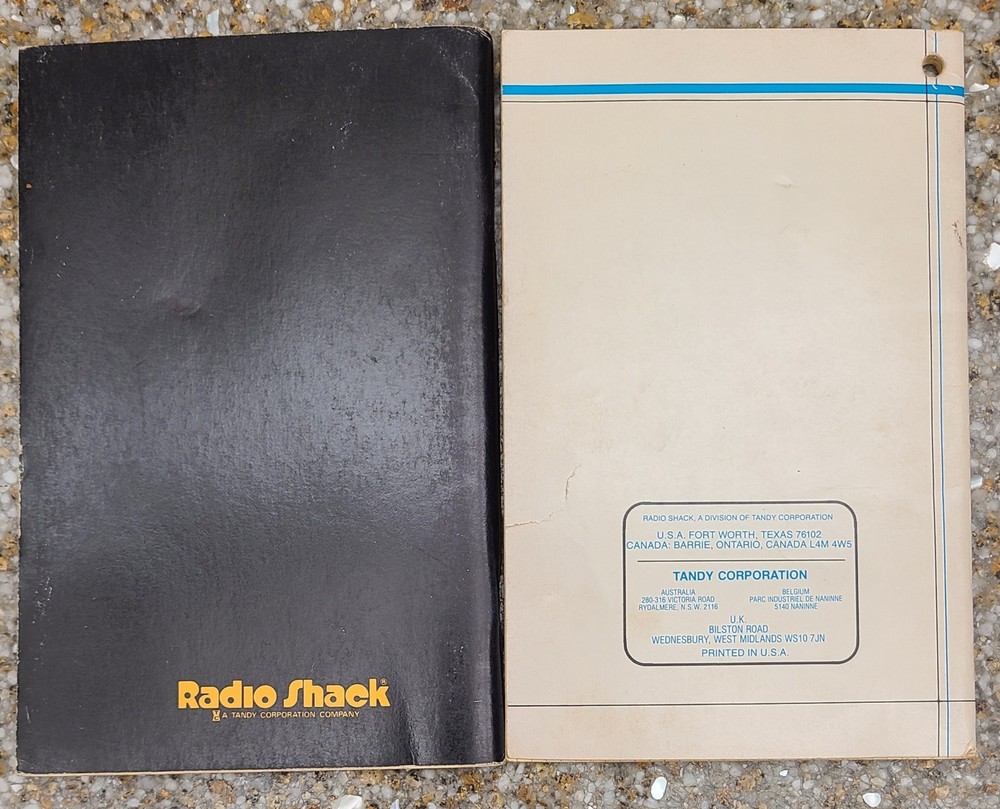 Radio Shack®
A TANDY CORPORATION COMPANY
RADIO SHACK, A DIVISION OF TANDY CORPORATION
U.S.A. FORT WORTH, TEXAS 76102
CANADA: BARRIE, ONTARIO, CANADA L4M 4W5
TANDY CORPORATION
AUSTRALIA
280-316 VICTORIA ROAD
RYDALMERE, N.S.W. 2116
BELGIUM
PARC INDUSTRIEL DE NANINNE
5140 NANINNE
U.K.
BILSTON ROAD
WEDNESBURY, WEST MIDLANDS WS10 7JN
PRINTED IN U.S.A.